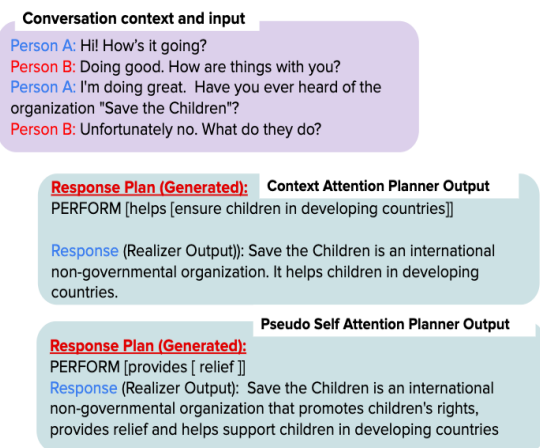 Conversation context and input
Person A: Hi! How's it going?
Person B: Doing good. How are things with you?
Person A: I'm doing great.  Have you ever heard of the
organization "Save the Children"?
Person B: Unfortunately no. What do they do?
Response Plan (Generated): Context Attention Planner Output
PERFORM [helps [ensure children in developing countries]]
Response (Realizer Output)): Save the Children is an international
non-governmental organization. It helps children in developing
countries.
Pseudo Self Attention Planner Output
Response Plan (Generated):
PERFORM [provides [ relief ]]
Response (Realizer Output):  Save the Children is an international
non-governmental organization that promotes children's rights,
provides relief and helps support children in developing countries